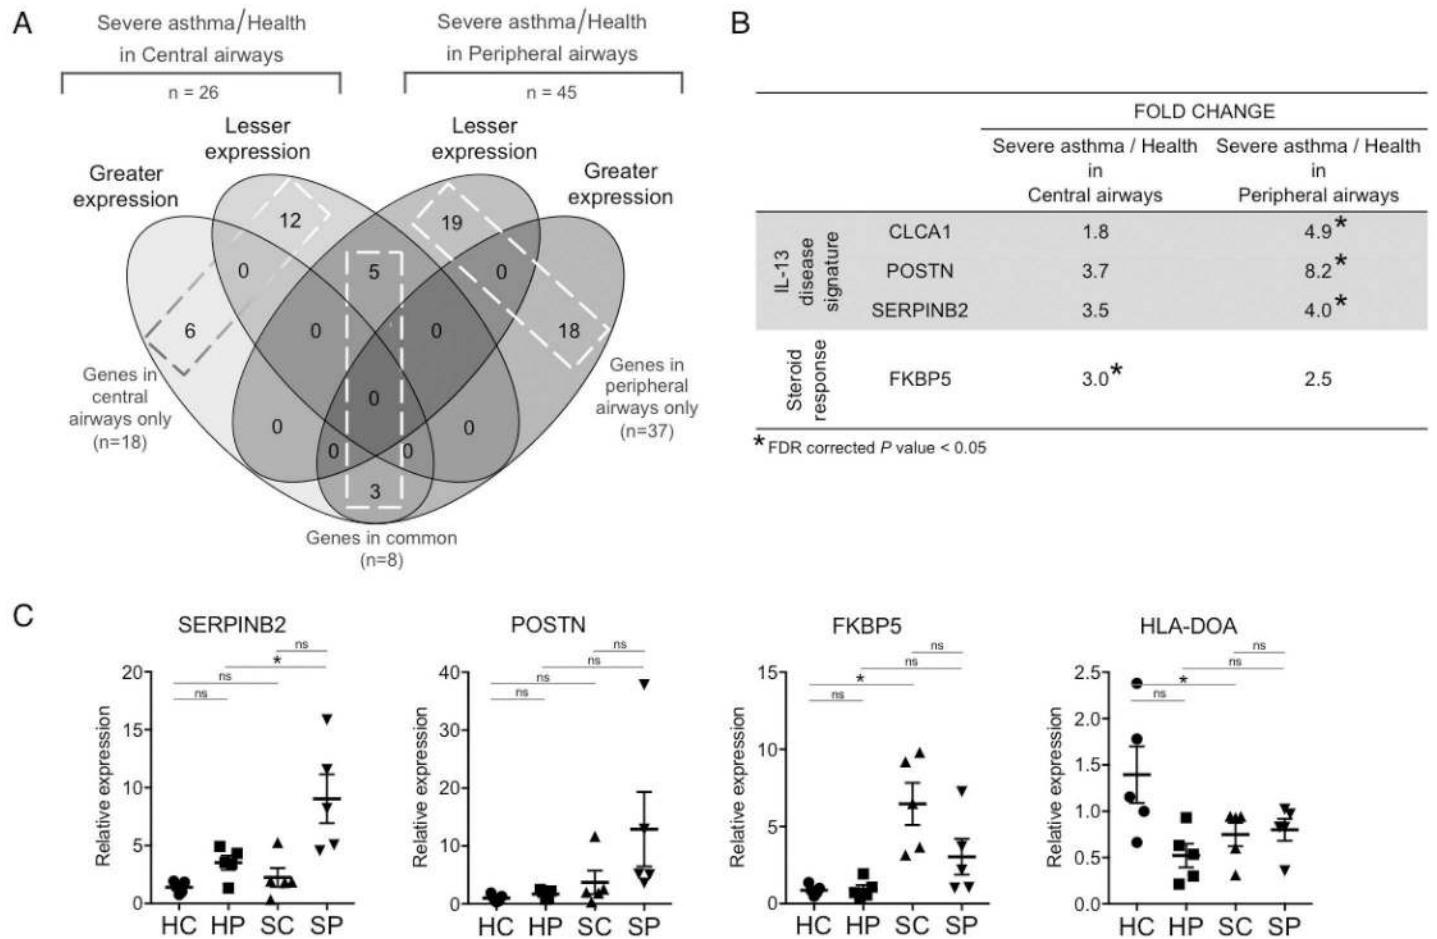 A
Severe asthma/Health
in Central airways
n = 26
Severe asthma/Health
in Peripheral airways
n = 45
Greater
expression
Lesser
expression
Lesser
expression
Greater
expression
12
19
0
5
0
6
0
0
18
0
0
0
0
0
3
Genes in
central
airways only
(n=18)
Genes in
peripheral
airways only
(n=37)
Genes in common
(n=8)
B
FOLD CHANGE
Severe asthma / Health
in
Central airways
Severe asthma / Health
in
Peripheral airways
IL-13
disease
signature
CLCA1 1.8 4.9*
POSTN 3.7 8.2*
SERPINB2 3.5 4.0*
Steroid
response
FKBP5 3.0* 2.5
* FDR corrected P value < 0.05
C
SERPINB2
ns
*
ns
ns
Relative expression
20
15
10
5
0
HC HP SC SP
POSTN
ns
ns
ns
ns
Relative expression
40
30
20
10
0
HC HP SC SP
FKBP5
ns
ns
*
ns
Relative expression
15
10
5
0
HC HP SC SP
HLA-DOA
ns
ns
*
ns
Relative expression
2.5
2.0
1.5
1.0
0.5
0.0
HC HP SC SP